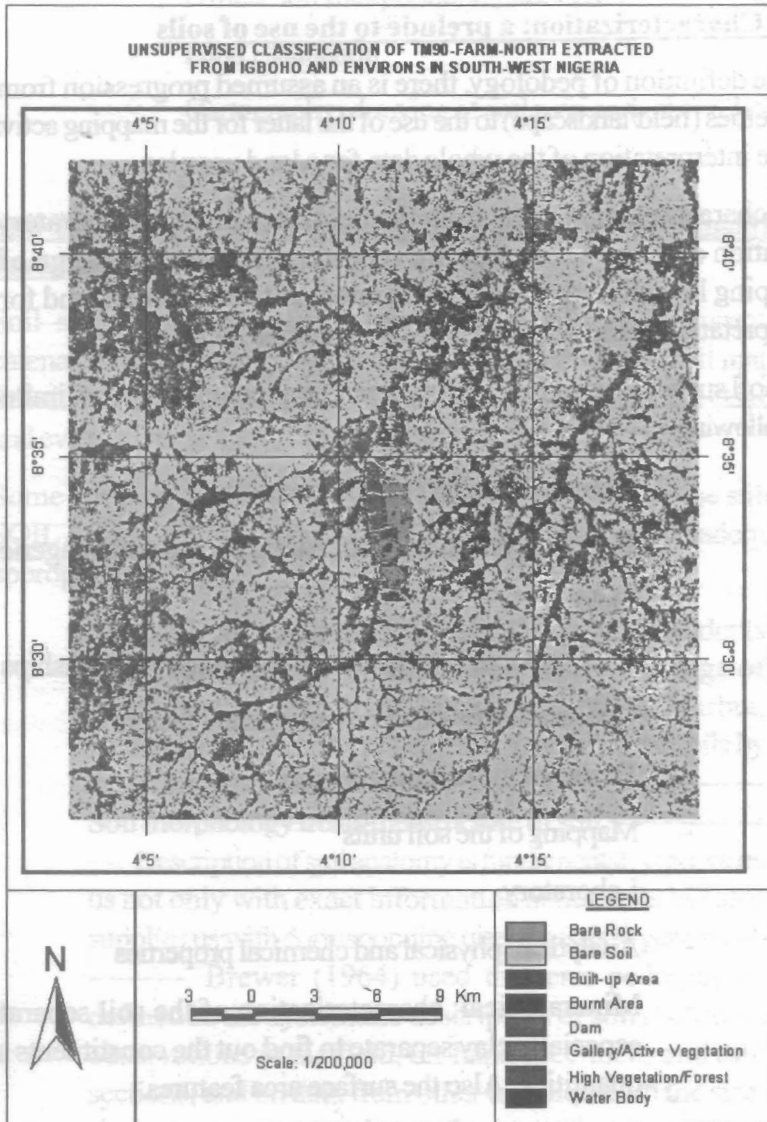 UNSUPERVISED CLASSIFICATION OF TM90-FARM-NORTH EXTRACTED
FROM IGBOHO AND ENVIRONS IN SOUTH-WEST NIGERIA
4°5' 4°10' 4°15'
8°40' 8°40'
8°35' 8°35'
8°30' 8°30'
4°5' 4°10' 4°15'
N
3 0 3 6 9 Km
Scale: 1/200,000
LEGEND
Bare Rock
Bare Soil
Built-up Area
Burnt Area
Dam
Gallery/Active Vegetation
High Vegetation/Forest
Water Body